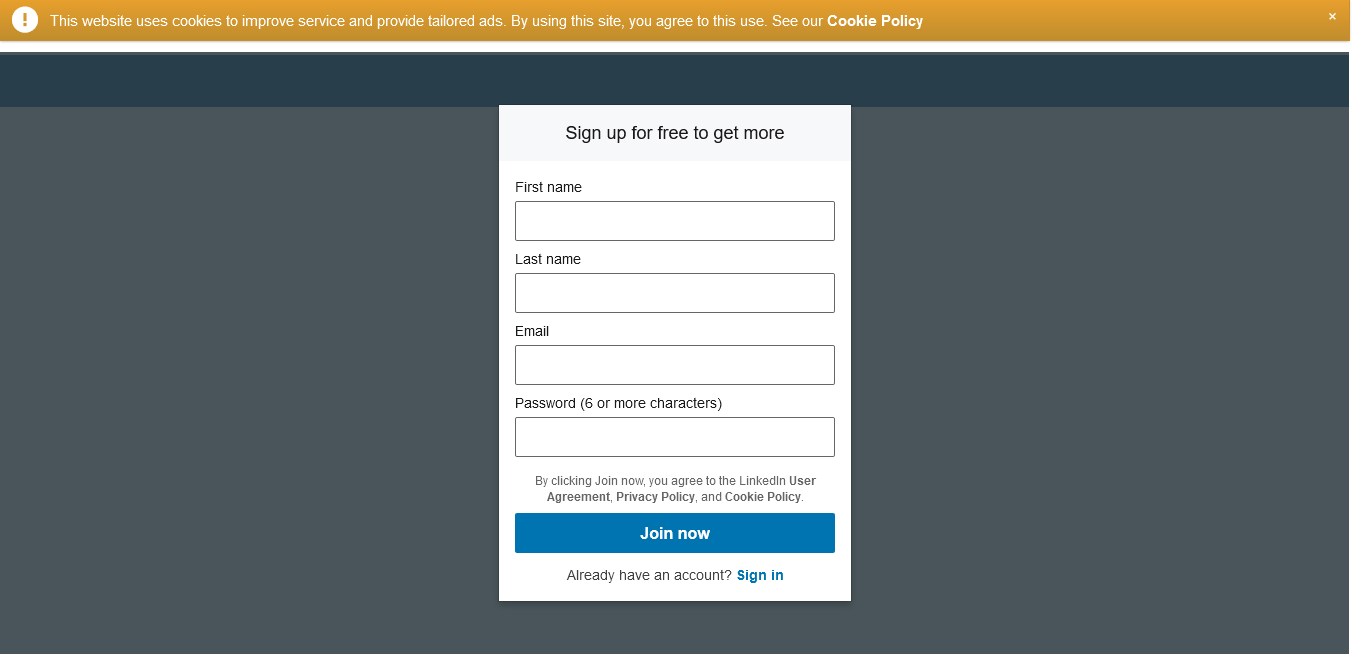 This website uses cookies to improve service and provide tailored ads. By using this site, you agree to this use. See our Cookie Policy
×
Sign up for free to get more
First name
Last name
Email
Password (6 or more characters)
By clicking Join now, you agree to the LinkedIn User
Agreement, Privacy Policy, and Cookie Policy.
Join now
Already have an account? Sign in